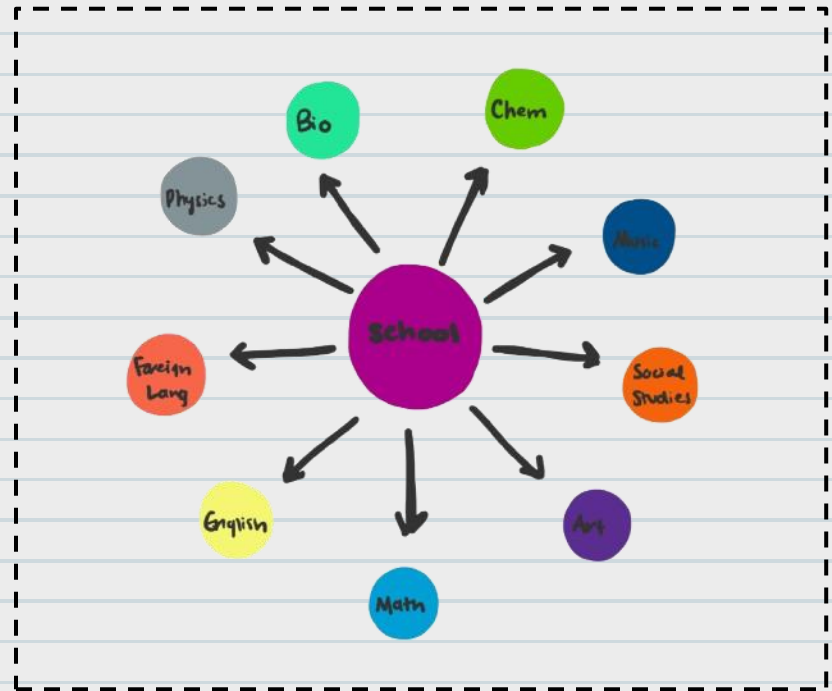 Bio
Chem
Physics
Music
School
Foreign
Lang
Social
Studies
English
Art
Math